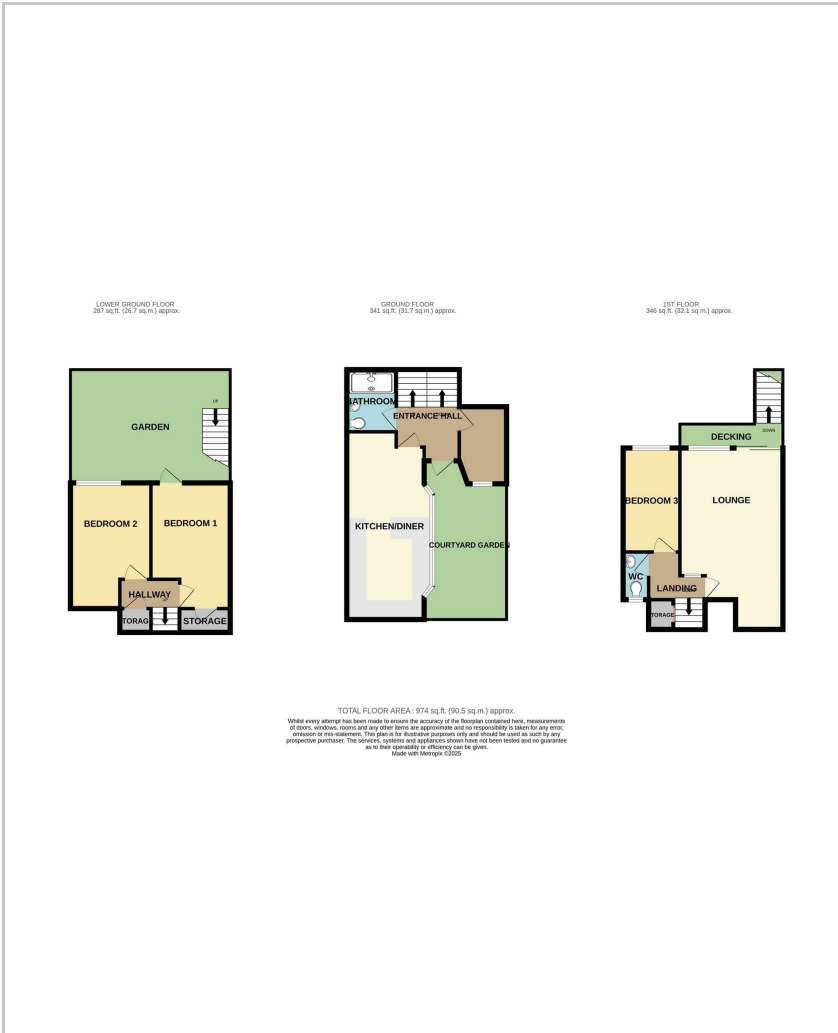 LOWER GROUND FLOOR
287 sq.ft. (26.7 sq.m.) approx.
GARDEN
UP
BEDROOM 2
BEDROOM 1
HALLWAY
UP
TORAG
STORAGE
GROUND FLOOR
341 sq.ft. (31.7 sq.m.) approx.
BATHROOM
ENTRANCE HALL
KITCHEN/DINER
COURTYARD GARDEN
1ST FLOOR
346 sq.ft. (32.1 sq.m.) approx.
DOWN
DECKING
BEDROOM 3
LOUNGE
WC
LANDING
TORAGE
TOTAL FLOOR AREA : 974 sq.ft. (90.5 sq.m.) approx.
Whilst every attempt has been made to ensure the accuracy of the floorplan contained here, measurements
of doors, windows, rooms and any other items are approximate and no responsibility is taken for any error,
omission or mis-statement. This plan is for illustrative purposes only and should be used as such by any
prospective purchaser. The services, systems and appliances shown have not been tested and no guarantee
as to their operability or efficiency can be given.
Made with Metropix ©2025